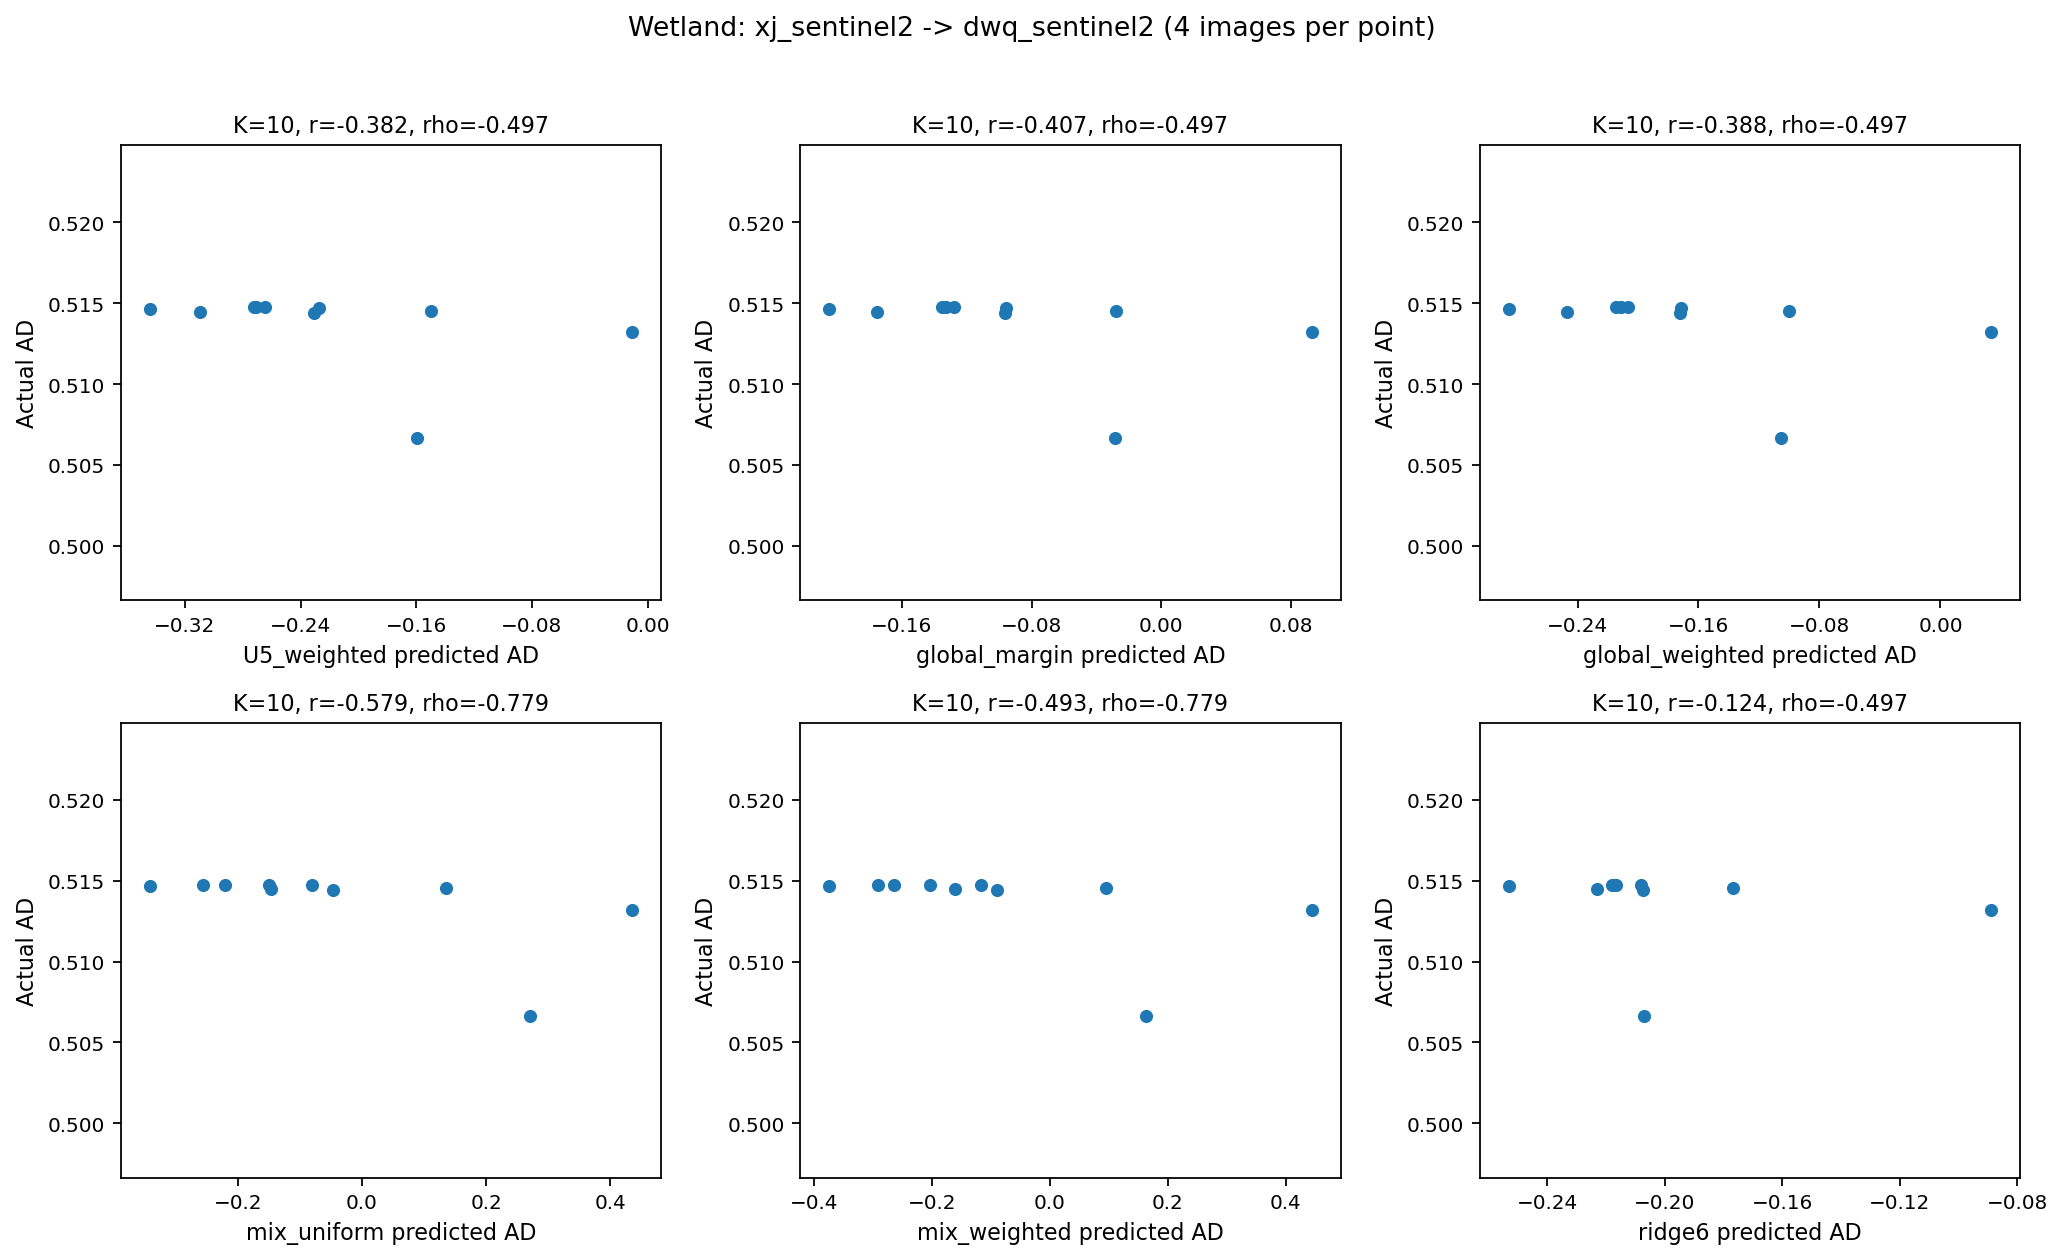 Wetland: xj_sentinel2 -> dwq_sentinel2 (4 images per point)
K=10, r=-0.382, rho=-0.497
Actual AD
0.520
0.515
0.510
0.505
0.500
−0.32 −0.24 −0.16 −0.08 0.00
U5_weighted predicted AD
K=10, r=-0.407, rho=-0.497
Actual AD
0.520
0.515
0.510
0.505
0.500
−0.16 −0.08 0.00 0.08
global_margin predicted AD
K=10, r=-0.388, rho=-0.497
Actual AD
0.520
0.515
0.510
0.505
0.500
−0.24 −0.16 −0.08 0.00
global_weighted predicted AD
K=10, r=-0.579, rho=-0.779
Actual AD
0.520
0.515
0.510
0.505
0.500
−0.2 0.0 0.2 0.4
mix_uniform predicted AD
K=10, r=-0.493, rho=-0.779
Actual AD
0.520
0.515
0.510
0.505
0.500
−0.4 −0.2 0.0 0.2 0.4
mix_weighted predicted AD
K=10, r=-0.124, rho=-0.497
Actual AD
0.520
0.515
0.510
0.505
0.500
−0.24 −0.20 −0.16 −0.12 −0.08
ridge6 predicted AD